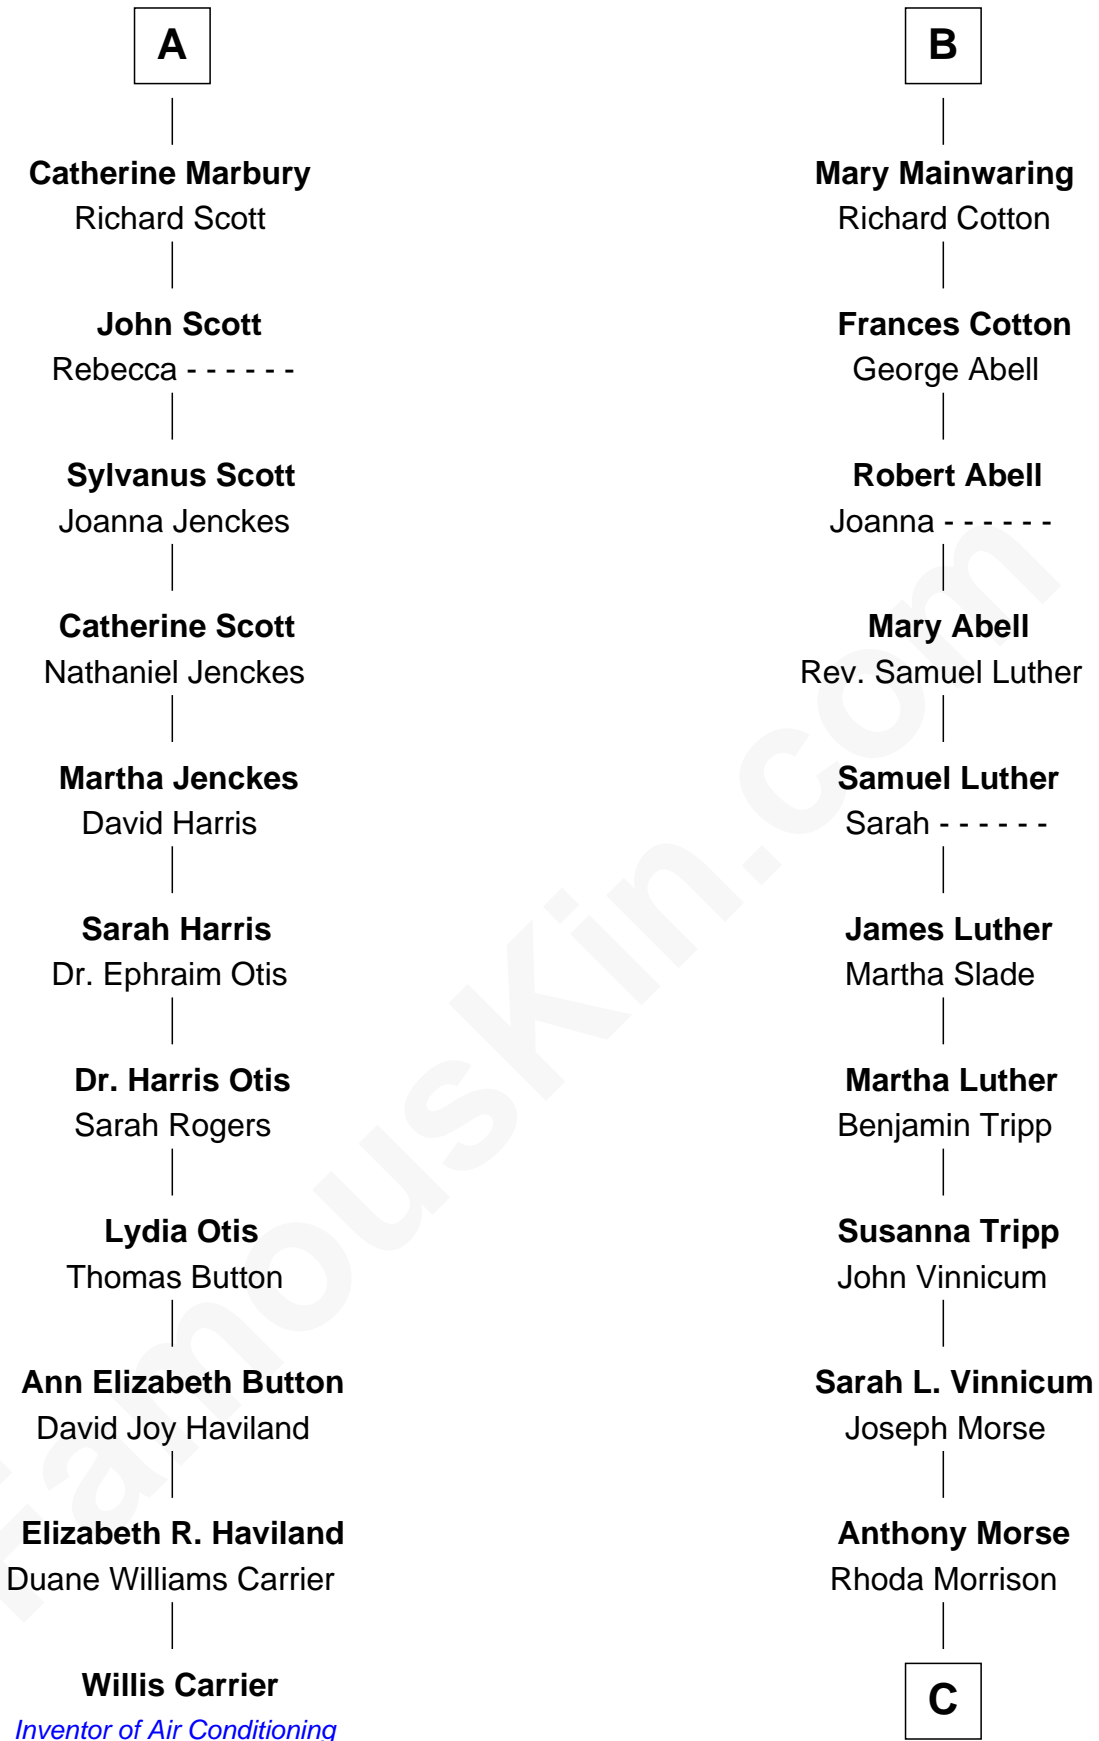 A
Catherine Marbury
Richard Scott
John Scott
Rebecca - - - - - -
Sylvanus Scott
Joanna Jenckes
Catherine Scott
Nathaniel Jenckes
Martha Jenckes
David Harris
Sarah Harris
Dr. Ephraim Otis
Dr. Harris Otis
Sarah Rogers
Lydia Otis
Thomas Button
Ann Elizabeth Button
David Joy Haviland
Elizabeth R. Haviland
Duane Williams Carrier
Willis Carrier
Inventor of Air Conditioning
B
Mary Mainwaring
Richard Cotton
Frances Cotton
George Abell
Robert Abell
Joanna - - - - - -
Mary Abell
Rev. Samuel Luther
Samuel Luther
Sarah - - - - - -
James Luther
Martha Slade
Martha Luther
Benjamin Tripp
Susanna Tripp
John Vinnicum
Sarah L. Vinnicum
Joseph Morse
Anthony Morse
Rhoda Morrison
C
FamousKin.com